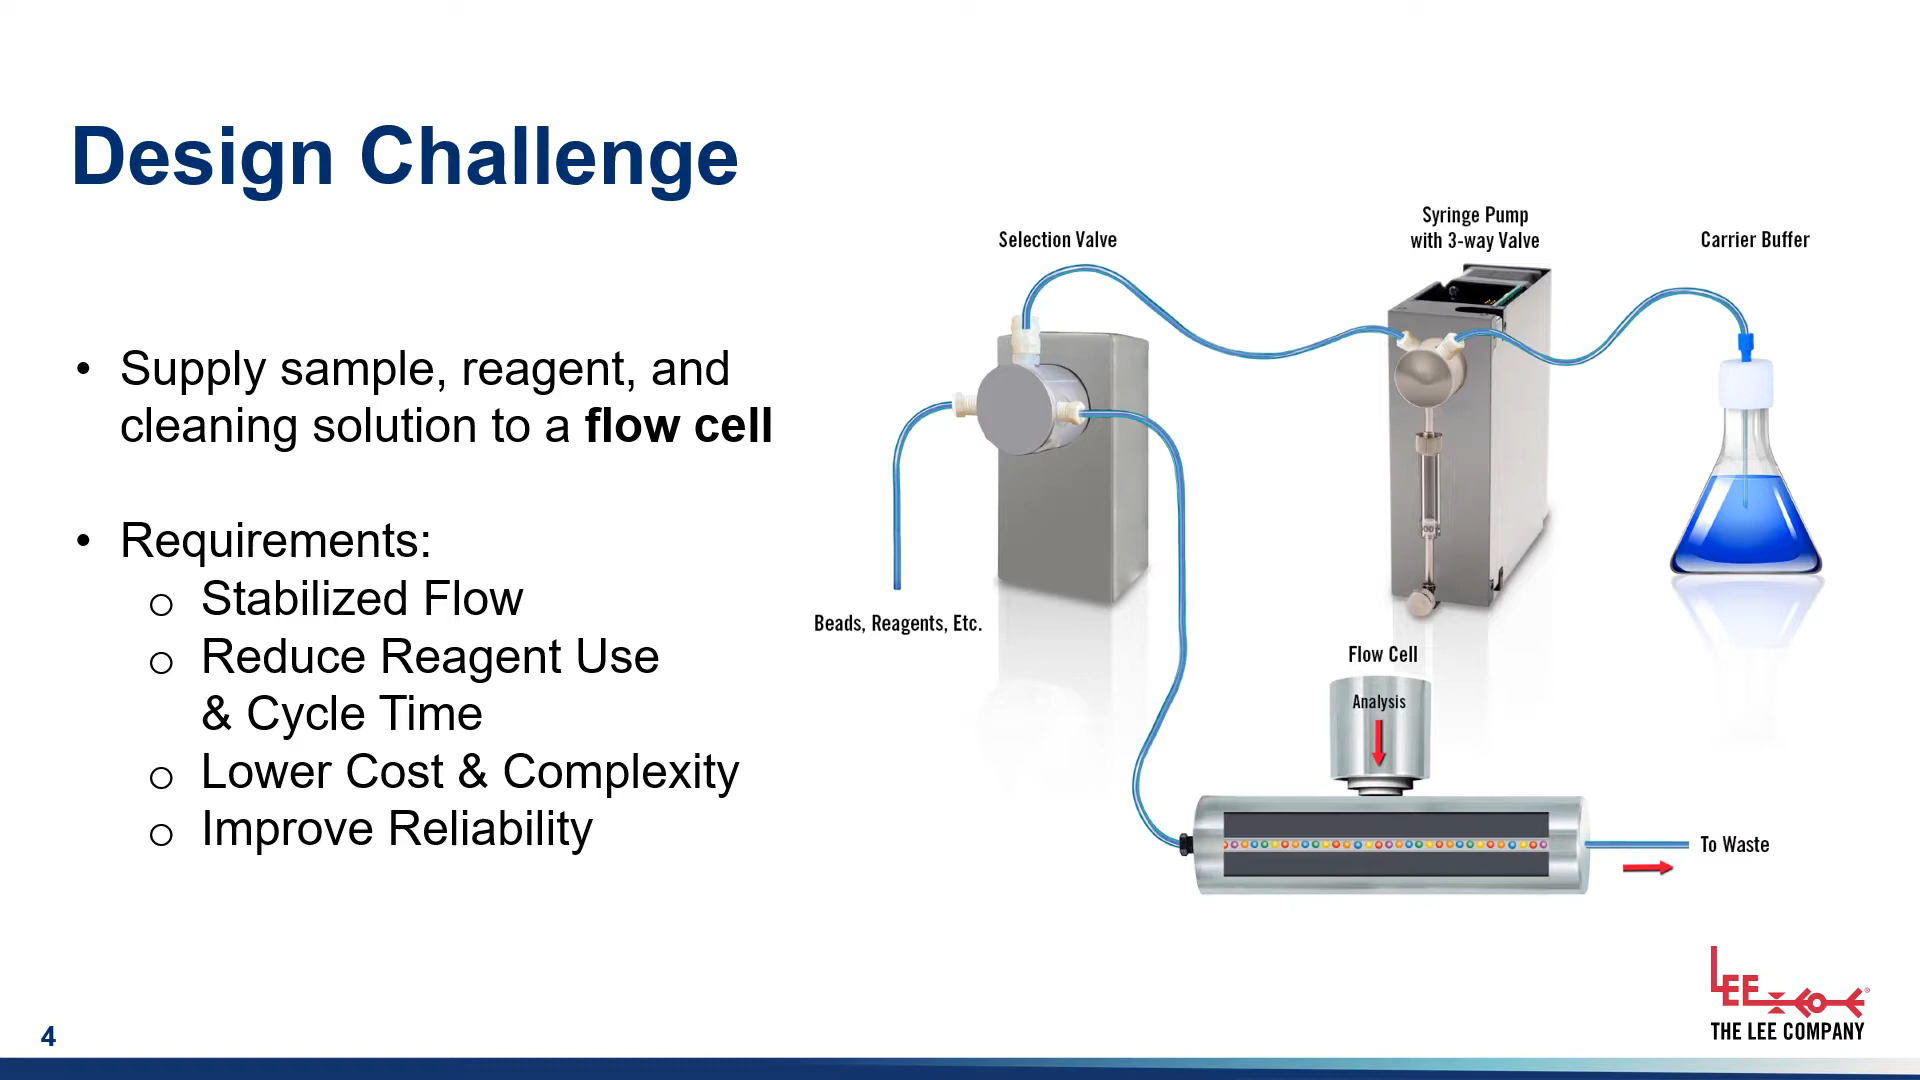 Design Challenge
• Supply sample, reagent, and
cleaning solution to a flow cell
• Requirements:
o Stabilized Flow
o Reduce Reagent Use
& Cycle Time
o Lower Cost & Complexity
o Improve Reliability
Selection Valve
Syringe Pump
with 3-way Valve
Carrier Buffer
Beads, Reagents, Etc.
Flow Cell
Analysis
To Waste
LEE ®
THE LEE COMPANY
4